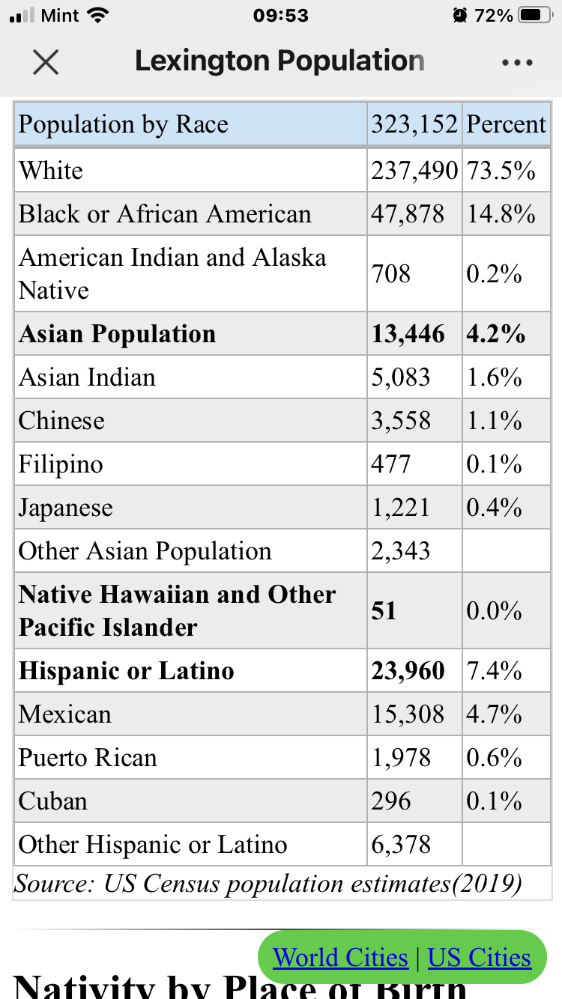 Mint 09:53 72%
Lexington Population
Population by Race 323,152 Percent
White 237,490 73.5%
Black or African American 47,878 14.8%
American Indian and Alaska
Native 708 0.2%
Asian Population 13,446 4.2%
Asian Indian 5,083 1.6%
Chinese 3,558 1.1%
Filipino 477 0.1%
Japanese 1,221 0.4%
Other Asian Population 2,343
Native Hawaiian and Other
Pacific Islander 51 0.0%
Hispanic or Latino 23,960 7.4%
Mexican 15,308 4.7%
Puerto Rican 1,978 0.6%
Cuban 296 0.1%
Other Hispanic or Latino 6,378
Source: US Census population estimates(2019)
World Cities | US Cities
Nativity by Place of Birth